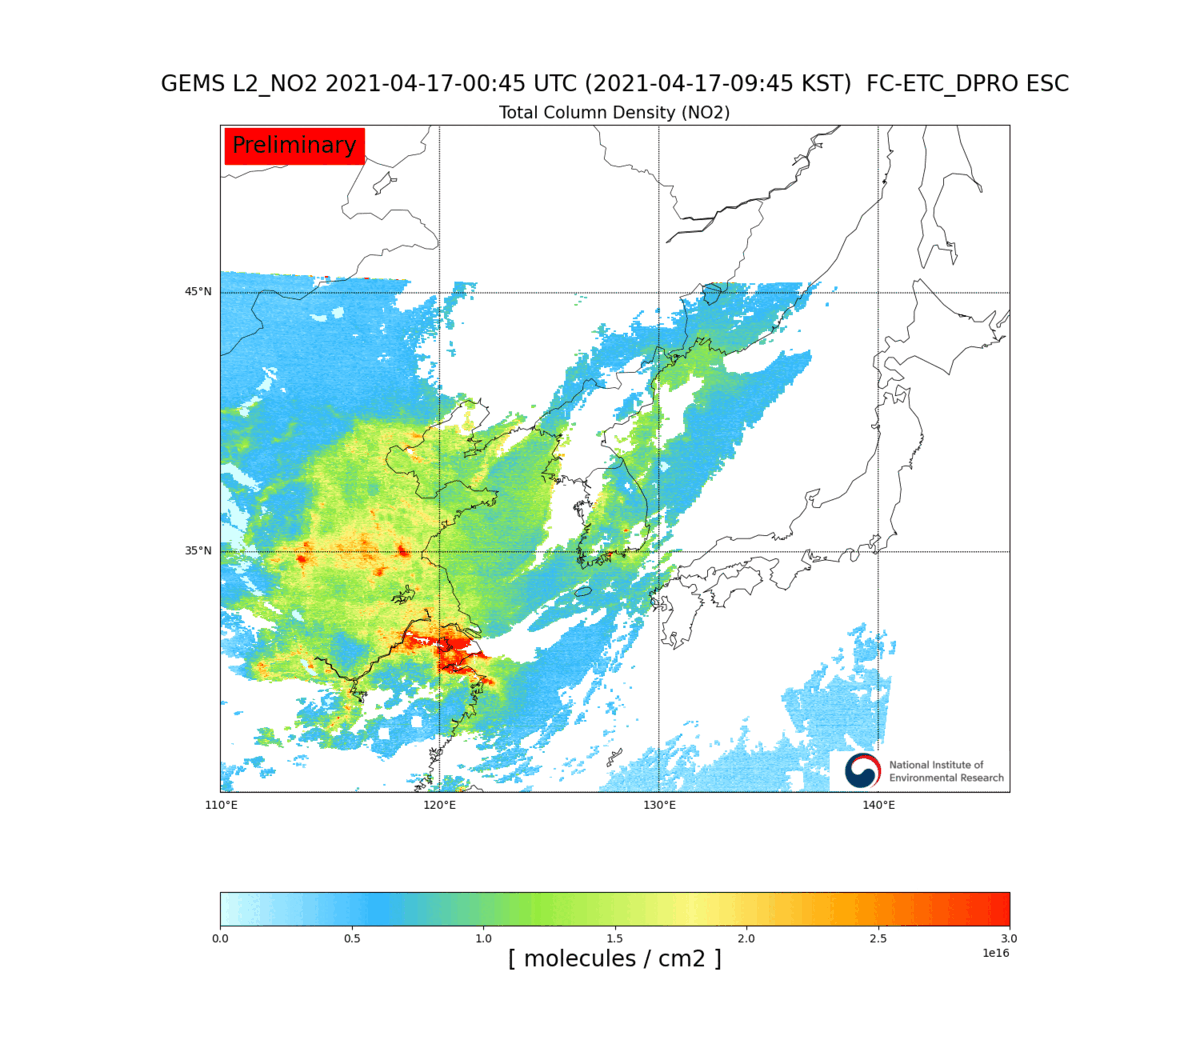 GEMS L2_NO2 2021-04-17-00:45 UTC (2021-04-17-09:45 KST)  FC-ETC_DPRO ESC
Total Column Density (NO2)
Preliminary
45°N
35°N
National Institute of
Environmental Research
110°E 120°E 130°E 140°E
0.0 0.5 1.0 1.5 2.0 2.5 3.0
1e16
[ molecules / cm2 ]